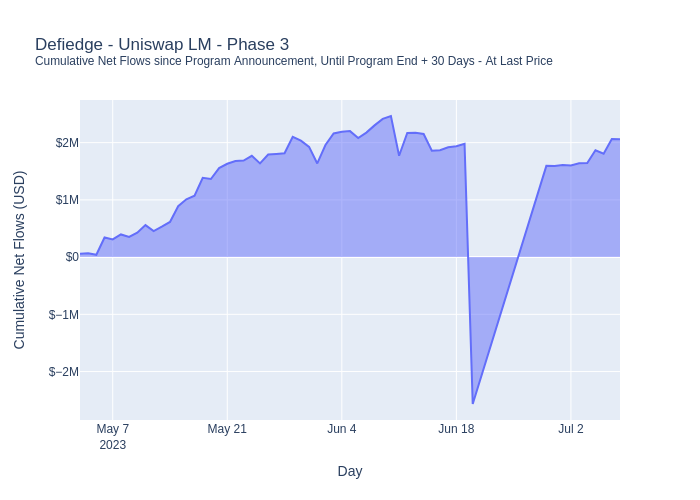 Defiedge - Uniswap LM - Phase 3
Cumulative Net Flows since Program Announcement, Until Program End + 30 Days - At Last Price
Cumulative Net Flows (USD)
$2M
$1M
$0
$−1M
$−2M
May 7
2023
May 21
Jun 4
Jun 18
Jul 2
Day